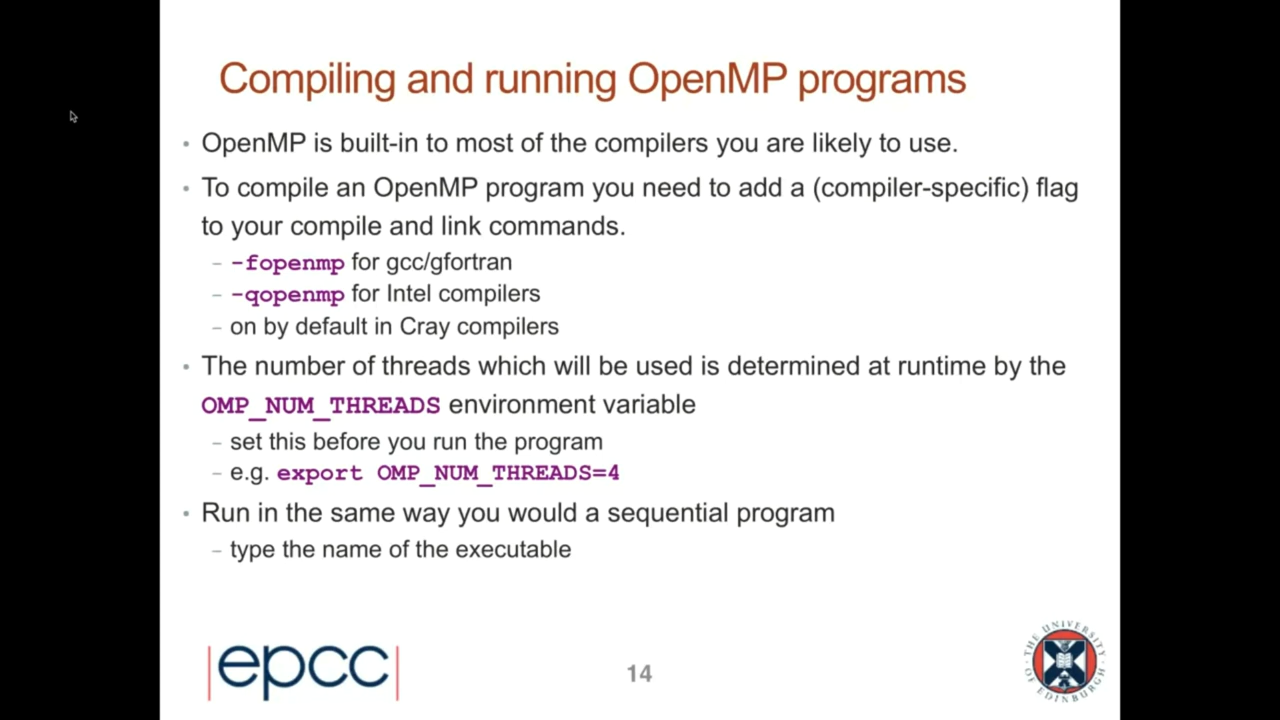 Compiling and running OpenMP programs
• OpenMP is built-in to most of the compilers you are likely to use.
• To compile an OpenMP program you need to add a (compiler-specific) flag
to your compile and link commands.
– -fopenmp for gcc/gfortran
– -qopenmp for Intel compilers
– on by default in Cray compilers
• The number of threads which will be used is determined at runtime by the
OMP_NUM_THREADS environment variable
– set this before you run the program
– e.g. export OMP_NUM_THREADS=4
• Run in the same way you would a sequential program
– type the name of the executable
|epcc|
14
THE UNIVERSITY OF EDINBURGH